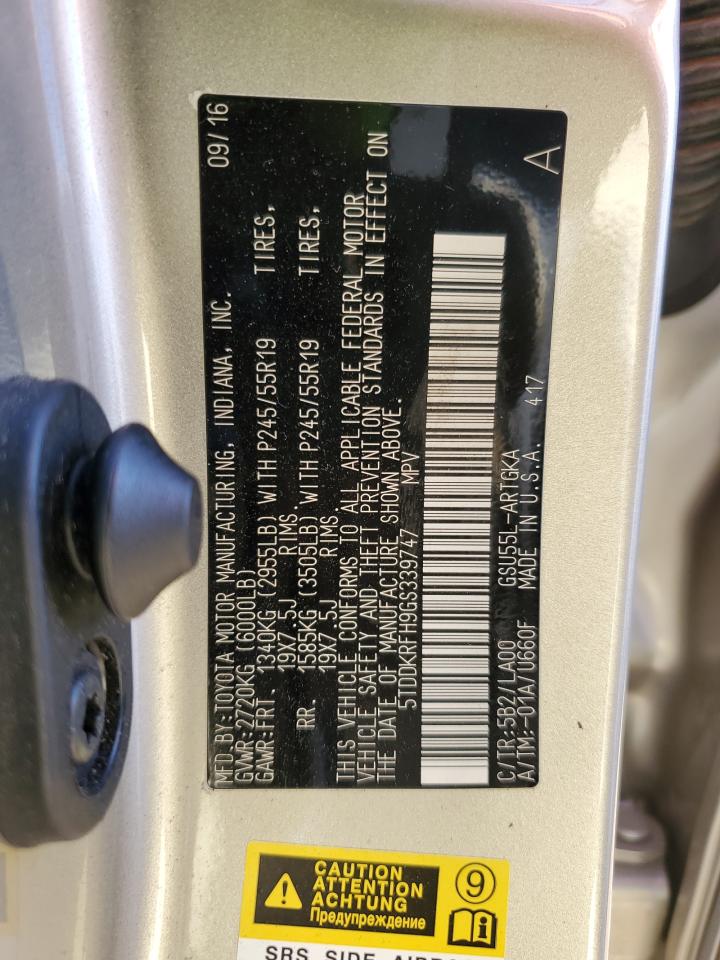 MFD.BY:TOYOTA MOTOR MANUFACTURING, INDIANA, INC. 09/16
GVWR:2720KG (6000LB)
GAWR:FRT. 1340KG (2955LB) WITH P245/55R19 TIRES,
19X7.5J RIMS.
RR. 1585KG (3505LB) WITH P245/55R19 TIRES,
19X7.5J RIMS
THIS VEHICLE CONFORMS TO ALL APPLICABLE FEDERAL MOTOR
VEHICLE SAFETY AND THEFT PREVENTION STANDARDS IN EFFECT ON
THE DATE OF MANUFACTURE SHOWN ABOVE.
5TDDKRFH9GS339747 MPV
C/TR:5B2/LA00 GSU55L-ARTGKA
A/TM:-01A/U660F MADE IN U.S.A. 417 A
CAUTION
ATTENTION
ACHTUNG
Предупреждение
9
i
SRS SIDE